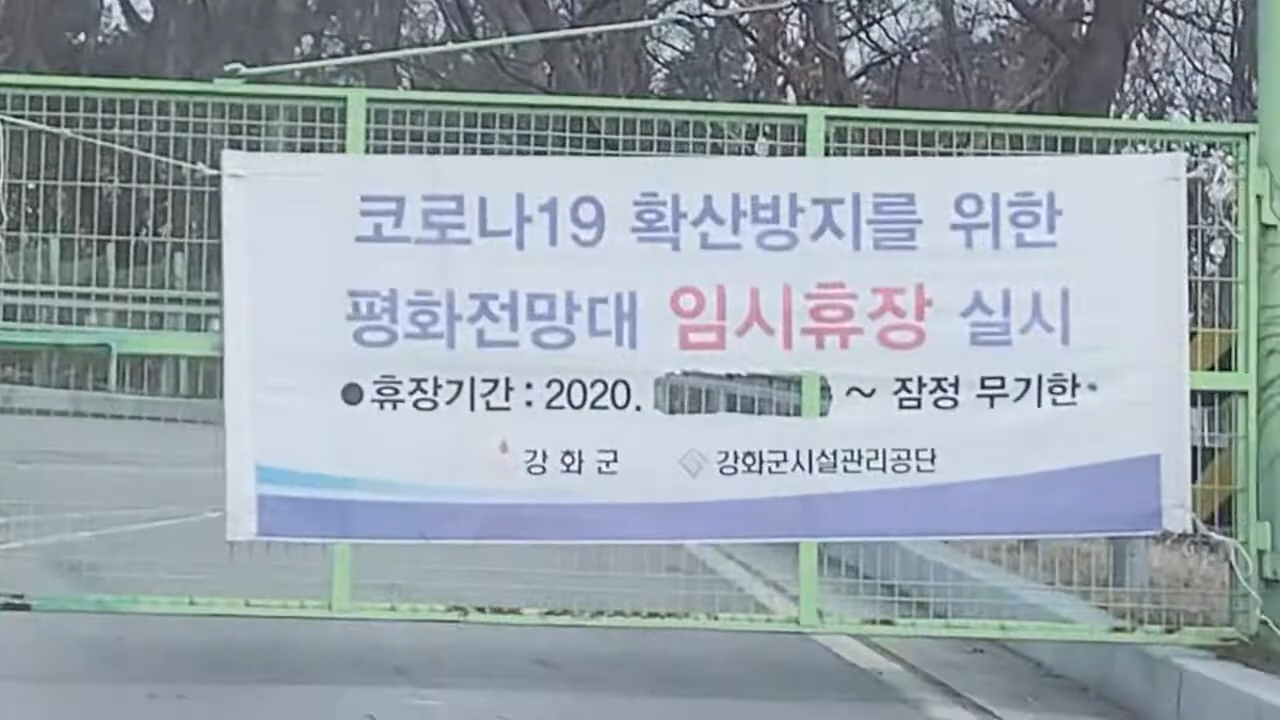 코로나19 확산방지를 위한
평화전망대 임시휴장 실시
●휴장기간 : 2020. ~ 잠정 무기한
강화군 강화군시설관리공단